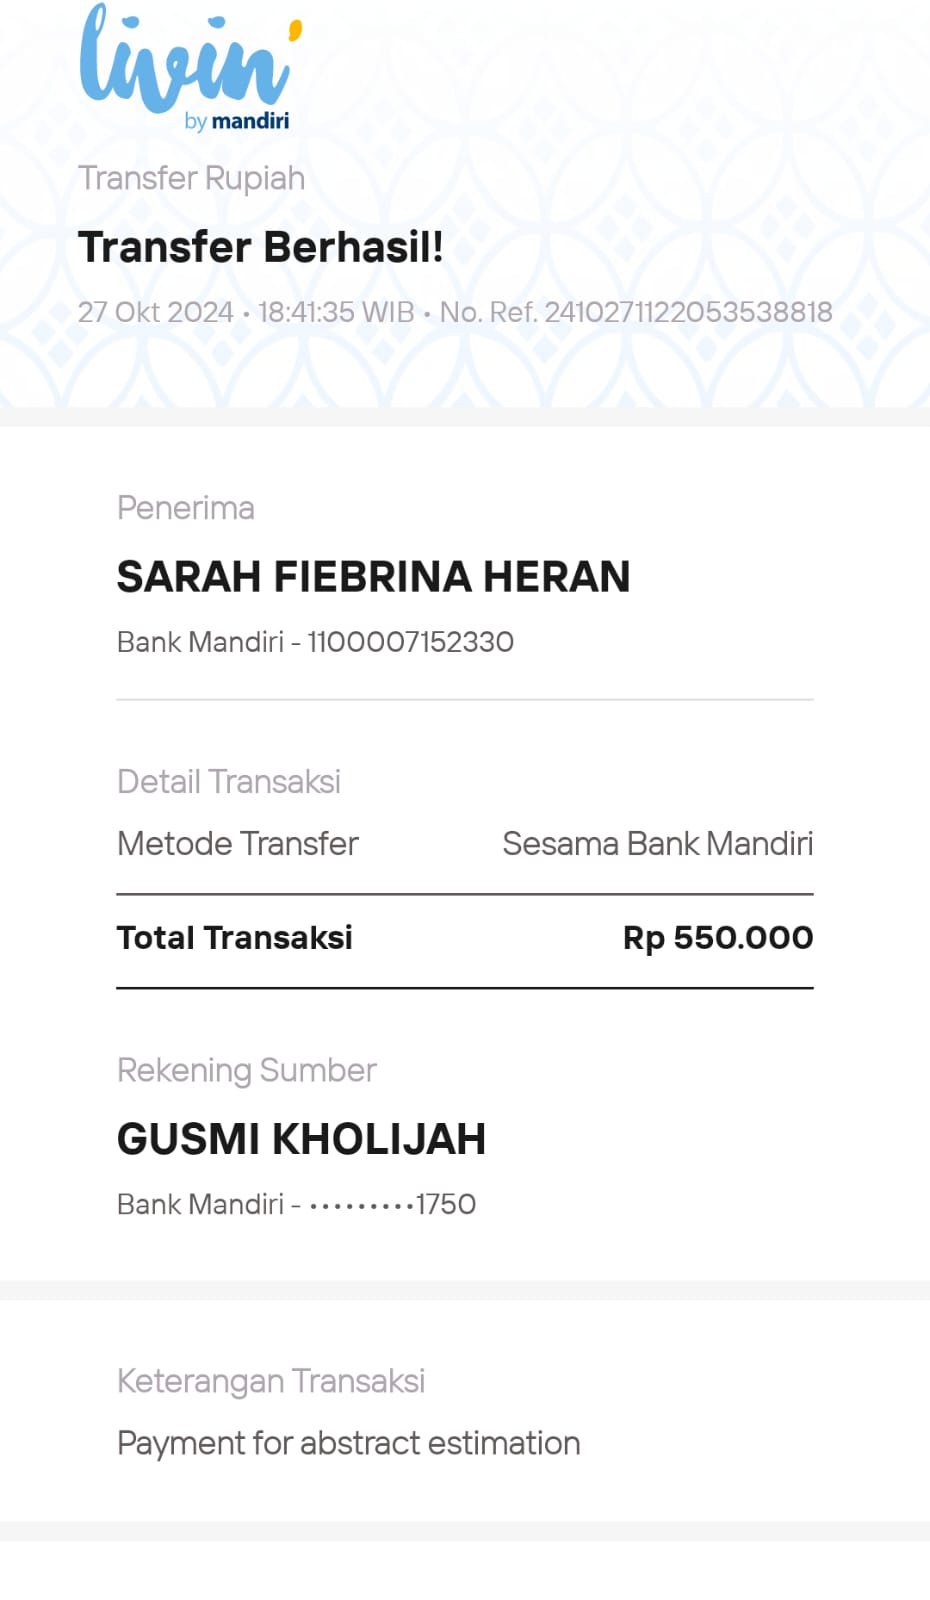 livin'
by mandiri
Transfer Rupiah
Transfer Berhasil!
27 Okt 2024 • 18:41:35 WIB • No. Ref. 2410271122053538818
Penerima
SARAH FIEBRINA HERAN
Bank Mandiri - 1100007152330
Detail Transaksi
Metode Transfer Sesama Bank Mandiri
Total Transaksi Rp 550.000
Rekening Sumber
GUSMI KHOLIJAH
Bank Mandiri - •••••••••1750
Keterangan Transaksi
Payment for abstract estimation